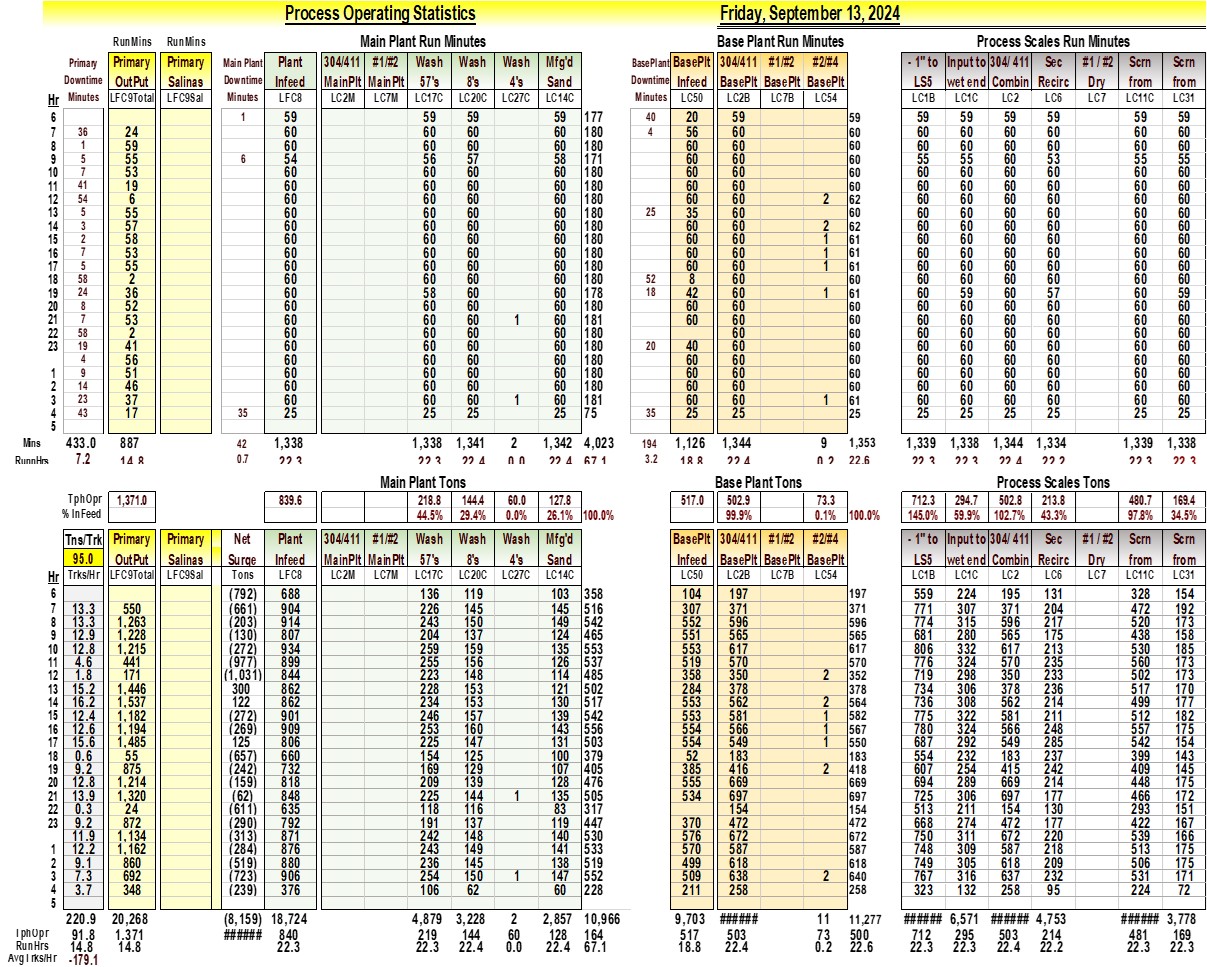 Process Operating Statistics Friday, September 13, 2024
RunMins RunMins Main Plant Run Minutes Base Plant Run Minutes Process Scales Run Minutes
Primary Primary Primary Main Plant Plant 304/411 #1/#2 Wash Wash Wash Mfg'd BasePlant BasePlt 304/411 #1/#2 #2/#4 - 1" to Input to 304/ 411 Sec #1 / #2 Scrn Scrn
Downtime OutPut Salinas Downtime Infeed MainPlt MainPlt 57's 8's 4's Sand Downtime Infeed BasePlt BasePlt BasePlt LS5 wet end Combin Recirc Dry from from
Hr Minutes LFC9Total LFC9Sal Minutes LFC8 LC2M LC7M LC17C LC20C LC27C LC14C Minutes LC50 LC2B LC7B LC54 LC1B LC1C LC2 LC6 LC7 LC11C LC31
6 1 59 59 59 59 177 40 20 59 59 59 59 59 59 59 59
7 36 24 60 60 60 60 180 4 56 60 60 60 60 60 60 60 60
8 1 59 60 60 60 60 180 60 60 60 60 60 60 60 60 60
9 5 55 6 54 56 57 58 171 60 60 60 55 55 60 53 55 55
10 7 53 60 60 60 60 180 60 60 60 60 60 60 60 60 60
11 41 19 60 60 60 60 180 60 60 60 60 60 60 60 60 60
12 54 6 60 60 60 60 180 60 60 2 62 60 60 60 60 60 60
13 5 55 60 60 60 60 180 25 35 60 60 60 60 60 60 60 60
14 3 57 60 60 60 60 180 60 60 2 62 60 60 60 60 60 60
15 2 58 60 60 60 60 180 60 60 1 61 60 60 60 60 60 60
16 7 53 60 60 60 60 180 60 60 1 61 60 60 60 60 60 60
17 5 55 60 60 60 60 180 60 60 1 61 60 60 60 60 60 60
18 58 2 60 60 60 60 180 52 8 60 60 60 60 60 60 60 60
19 24 36 60 58 60 60 178 18 42 60 1 61 60 59 60 57 60 59
20 8 52 60 60 60 60 180 60 60 60 60 60 60 60 60 60
21 7 53 60 60 60 1 60 181 60 60 60 60 60 60 60 60 60
22 58 2 60 60 60 60 180 60 60 60 60 60 60 60 60
23 19 41 60 60 60 60 180 20 40 60 60 60 60 60 60 60 60
4 56 60 60 60 60 180 60 60 60 60 60 60 60 60 60
1 9 51 60 60 60 60 180 60 60 60 60 60 60 60 60 60
2 14 46 60 60 60 60 180 60 60 60 60 60 60 60 60 60
3 23 37 60 60 60 1 60 181 60 60 1 61 60 60 60 60 60 60
4 43 17 35 25 25 25 25 75 35 25 25 25 25 25 25 25 25 25
5
Mins 433.0 887 42 1,338 1,338 1,341 2 1,342 4,023 194 1,126 1,344 9 1,353 1,339 1,338 1,344 1,334 1,339 1,338
RunnHrs 7.2 14.8 0.7 22.3 22.3 22.4 0.0 22.4 67.1 3.2 18.8 22.4 0.2 22.6 22.3 22.3 22.4 22.2 22.3 22.3
Main Plant Tons Base Plant Tons Process Scales Tons
TphOpr 1,371.0 839.6 218.8 144.4 60.0 127.8 517.0 502.9 73.3 712.3 294.7 502.8 213.8 480.7 169.4
% InFeed 44.5% 29.4% 0.0% 26.1% 100.0% 99.9% 0.1% 100.0% 145.0% 59.9% 102.7% 43.3% 97.8% 34.5%
Tns/Trk Primary Primary Net Plant 304/411 #1/#2 Wash Wash Wash Mfg'd BasePlt 304/411 #1/#2 #2/#4 - 1" to Input to 304/ 411 Sec #1 / #2 Scrn Scrn
95.0 OutPut Salinas Surge Infeed MainPlt MainPlt 57's 8's 4's Sand Infeed BasePlt BasePlt BasePlt LS5 wet end Combin Recirc Dry from from
Hr Trks/Hr LFC9Total LFC9Sal Tons LFC8 LC2M LC7M LC17C LC20C LC27C LC14C LC50 LC2B LC7B LC54 LC1B LC1C LC2 LC6 LC7 LC11C LC31
6 (792) 688 136 119 103 358 104 197 197 559 224 195 131 328 154
7 13.3 550 (661) 904 226 145 145 516 307 371 371 771 307 371 204 472 192
8 13.3 1,263 (203) 914 243 150 149 542 552 596 596 774 315 596 217 520 173
9 12.9 1,228 (130) 807 204 137 124 465 551 565 565 681 280 565 175 438 158
10 12.8 1,215 (272) 934 259 159 135 553 553 617 617 806 332 617 213 530 185
11 4.6 441 (977) 899 255 156 126 537 519 570 570 776 324 570 235 560 173
12 1.8 171 (1,031) 844 223 148 114 485 358 350 2 352 719 298 350 233 502 173
13 15.2 1,446 300 862 228 153 121 502 284 378 378 734 306 378 236 517 170
14 16.2 1,537 122 862 234 153 130 517 553 562 2 564 736 308 562 214 499 177
15 12.4 1,182 (272) 901 246 157 139 542 553 581 1 582 775 322 581 211 512 182
16 12.6 1,194 (269) 909 253 160 143 556 554 566 1 567 780 324 566 248 557 175
17 15.6 1,485 125 806 225 147 131 503 554 549 1 550 687 292 549 285 542 154
18 0.6 55 (657) 660 154 125 100 379 52 183 183 554 232 183 237 399 143
19 9.2 875 (242) 732 169 129 107 405 385 416 2 418 607 254 415 242 409 145
20 12.8 1,214 (159) 818 209 139 128 476 555 669 669 694 289 669 214 448 175
21 13.9 1,320 (62) 848 225 144 1 135 505 534 697 697 725 306 697 177 466 172
22 0.3 24 (611) 635 118 116 83 317 154 154 513 211 154 130 293 151
23 9.2 872 (290) 792 191 137 119 447 370 472 472 668 274 472 177 422 167
11.9 1,134 (313) 871 242 148 140 530 576 672 672 750 311 672 220 539 166
1 12.2 1,162 (284) 876 243 149 141 533 570 587 587 748 309 587 218 513 175
2 9.1 860 (519) 880 236 145 138 519 499 618 618 749 305 618 209 506 175
3 7.3 692 (723) 906 254 150 1 147 552 509 638 2 640 767 316 637 232 531 171
4 3.7 348 (239) 376 106 62 60 228 211 258 258 323 132 258 95 224 72
5
220.9 20,268 (8,159) 18,724 4,879 3,228 2 2,857 10,966 9,703 ###### 11 11,277 ###### 6,571 ###### 4,753 ###### 3,778
TphOpr 91.8 1,371 ###### 840 219 144 60 128 164 517 503 73 500 712 295 503 214 481 169
RunHrs 14.8 14.8 22.3 22.3 22.4 0.0 22.4 67.1 18.8 22.4 0.2 22.6 22.3 22.3 22.4 22.2 22.3 22.3
AvgTrks/Hr -179.1